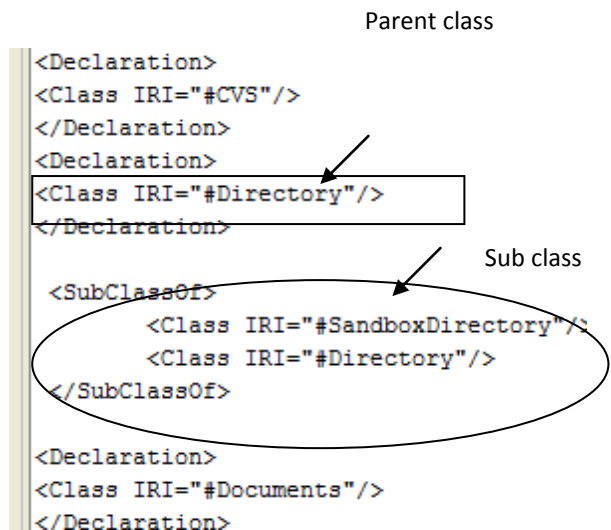 Parent class
<Declaration>
<Class IRI="#CVS"/>
</Declaration>
<Declaration>
<Class IRI="#Directory"/>
</Declaration>
Sub class
<SubClassOf>
<Class IRI="#SandboxDirectory"/>
<Class IRI="#Directory"/>
</SubClassOf>
<Declaration>
<Class IRI="#Documents"/>
</Declaration>